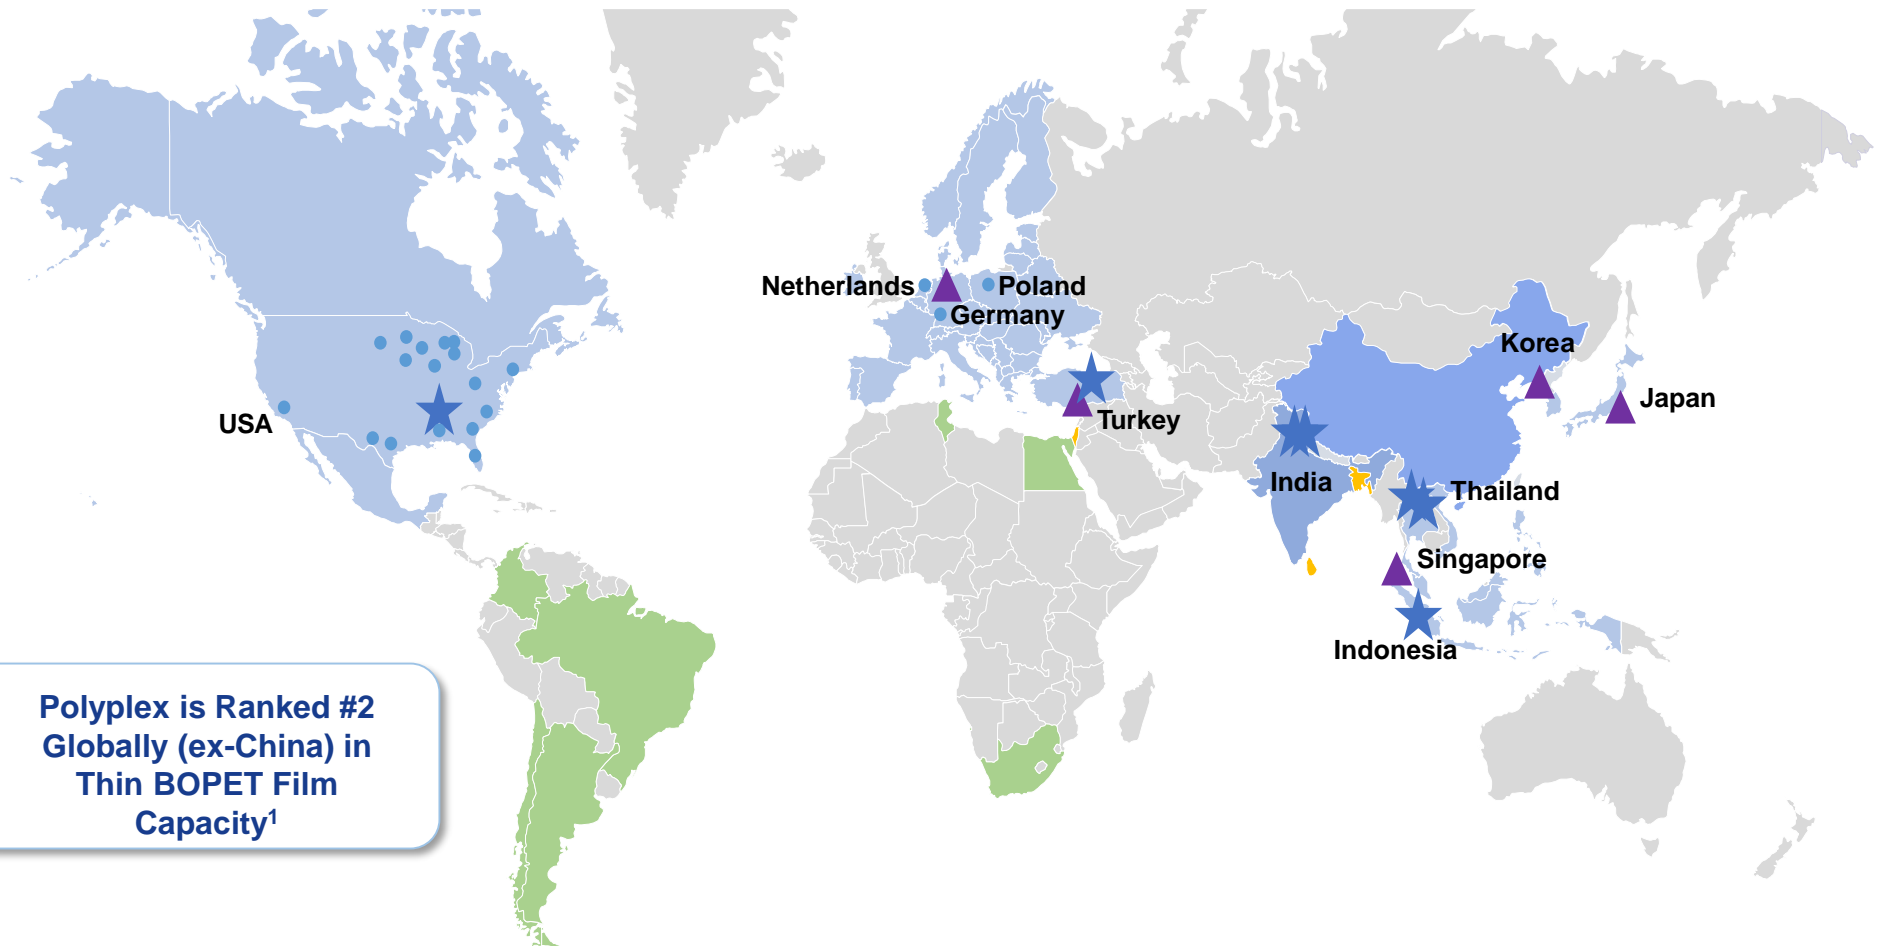 Netherlands
Poland
Germany
Korea
Japan
USA
Turkey
India
Thailand
Singapore
Indonesia
Polyplex is Ranked #2
Globally (ex-China) in
Thin BOPET Film
Capacity¹